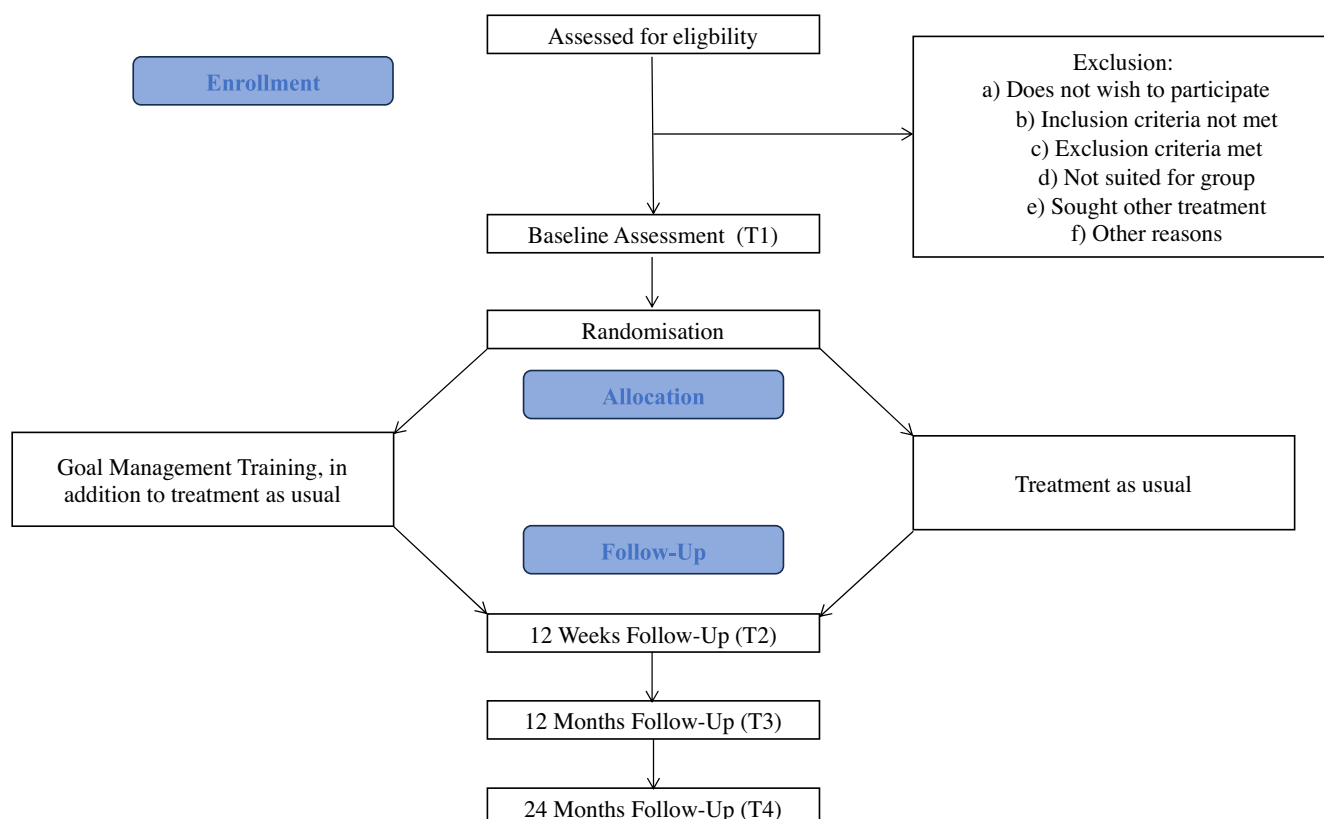 Assessed for eligbility
Enrollment
Exclusion:
a) Does not wish to participate
b) Inclusion criteria not met
c) Exclusion criteria met
d) Not suited for group
e) Sought other treatment
f) Other reasons
Baseline Assessment (T1)
Randomisation
Allocation
Goal Management Training, in
addition to treatment as usual
Treatment as usual
Follow-Up
12 Weeks Follow-Up (T2)
12 Months Follow-Up (T3)
24 Months Follow-Up (T4)